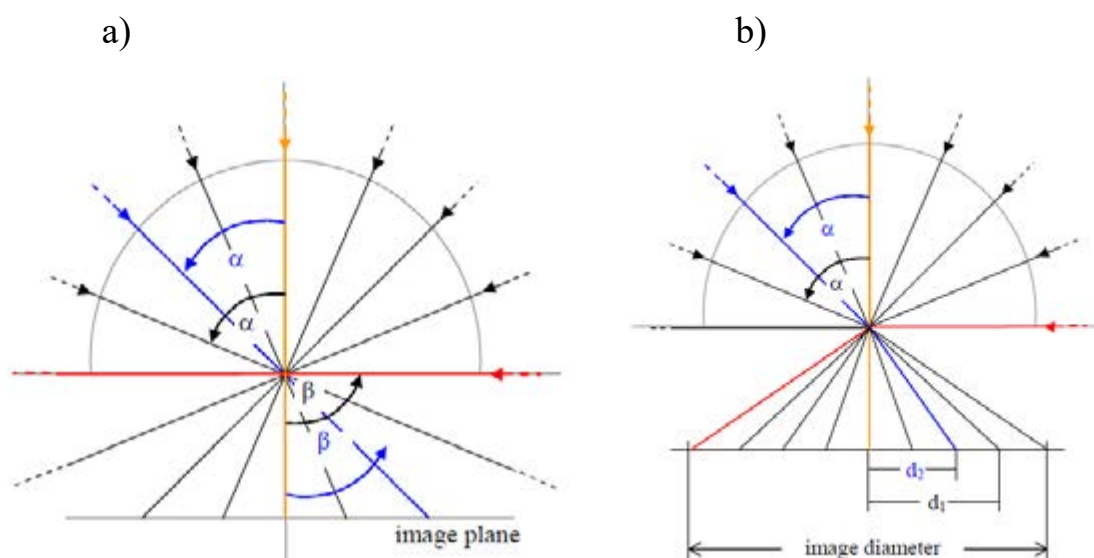 a)
α
α
β
β
image plane
b)
α
α
d₂
d₁
image diameter